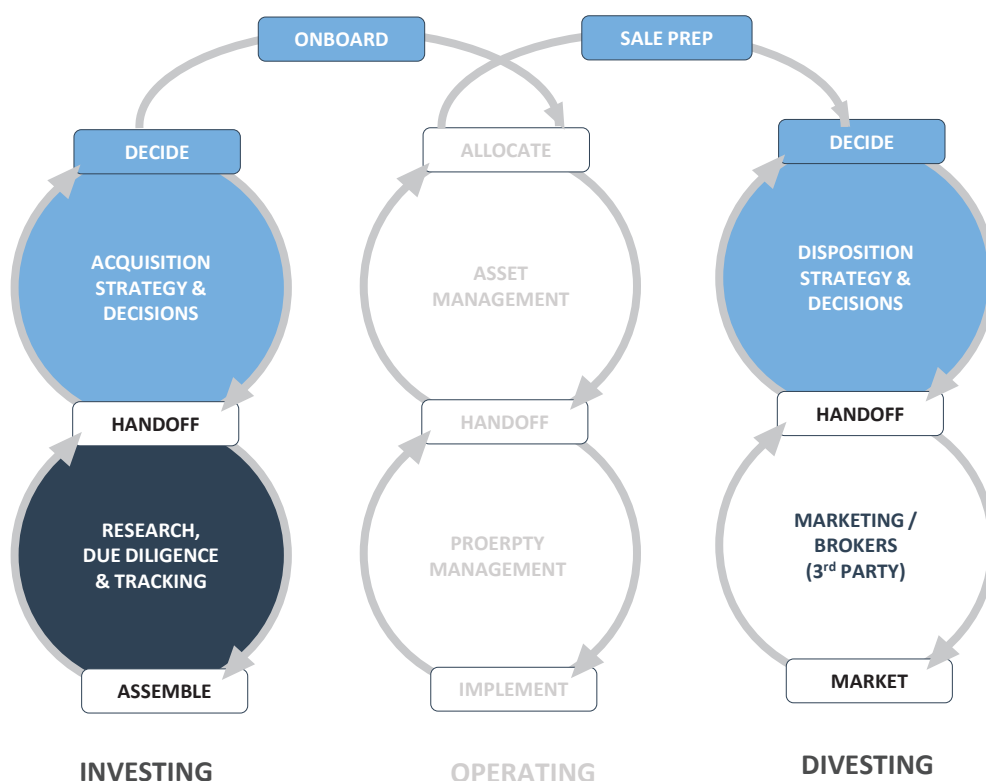 ONBOARD
SALE PREP
DECIDE
ALLOCATE
DECIDE
ACQUISITION
STRATEGY &
DECISIONS
ASSET
MANAGEMENT
DISPOSITION
STRATEGY &
DECISIONS
HANDOFF
HANDOFF
HANDOFF
RESEARCH,
DUE DILIGENCE
& TRACKING
PROERPTY
MANAGEMENT
MARKETING /
BROKERS
(3rd PARTY)
ASSEMBLE
IMPLEMENT
MARKET
INVESTING
OPERATING
DIVESTING